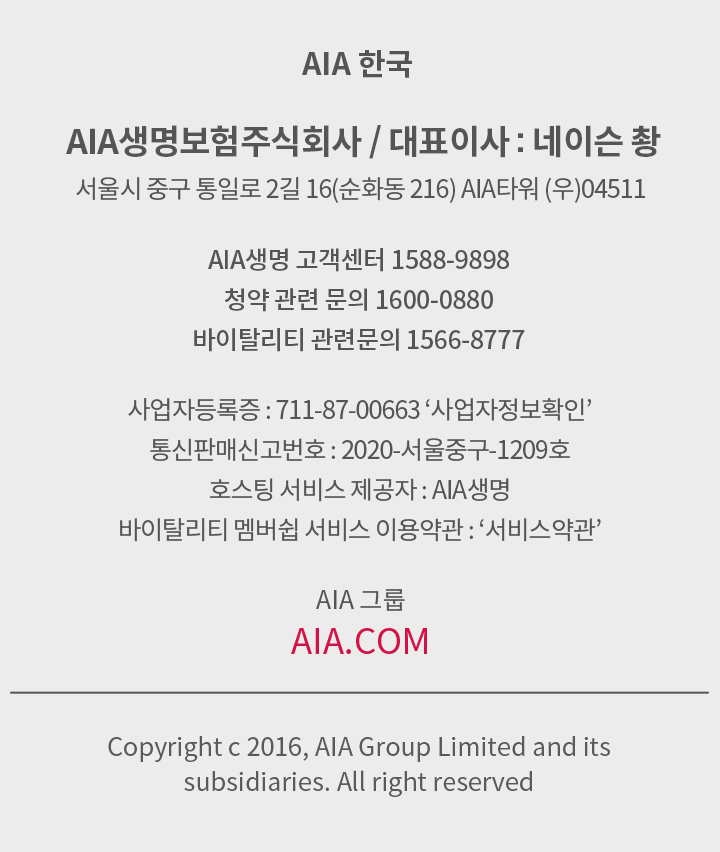 AIA 한국
AIA생명보험주식회사 / 대표이사 : 네이슨 촹
서울시 중구 통일로 2길 16(순화동 216) AIA타워 (우)04511
AIA생명 고객센터 1588-9898
청약 관련 문의 1600-0880
바이탈리티 관련문의 1566-8777
사업자등록증 : 711-87-00663 ‘사업자정보확인’
통신판매신고번호 : 2020-서울중구-1209호
호스팅 서비스 제공자 : AIA생명
바이탈리티 멤버쉽 서비스 이용약관 : ‘서비스약관’
AIA 그룹
AIA.COM
Copyright c 2016, AIA Group Limited and its
subsidiaries. All right reserved